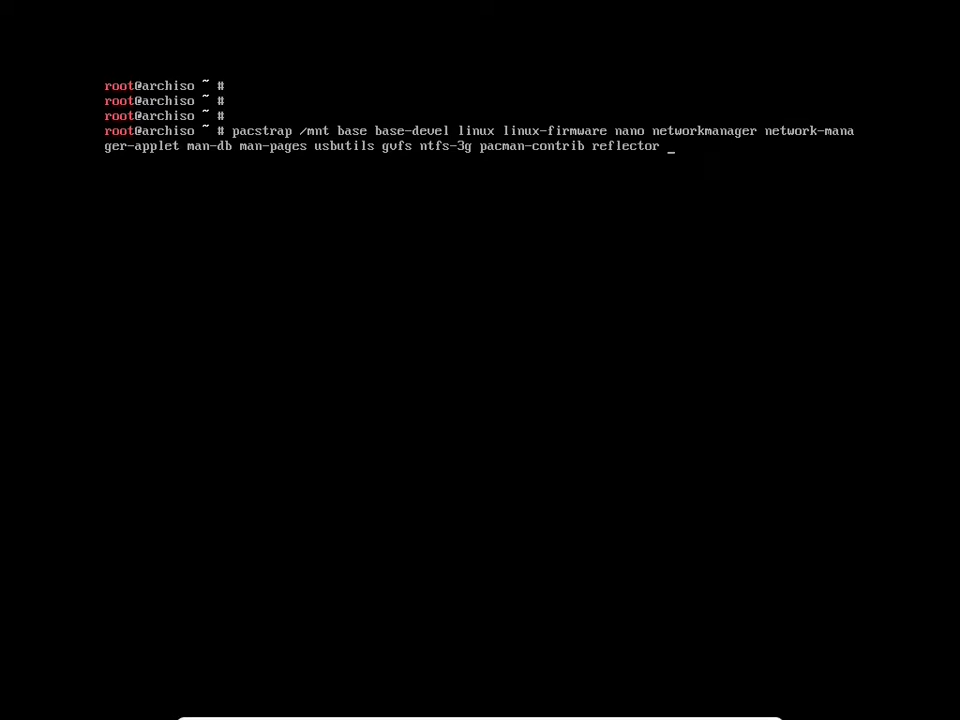 root@archiso ~ #
root@archiso ~ #
root@archiso ~ #
root@archiso ~ # pacstrap /mnt base base-devel linux linux-firmware nano networkmanager network-mana
ger-applet man-db man-pages usbutils gvfs ntfs-3g pacman-contrib reflector _